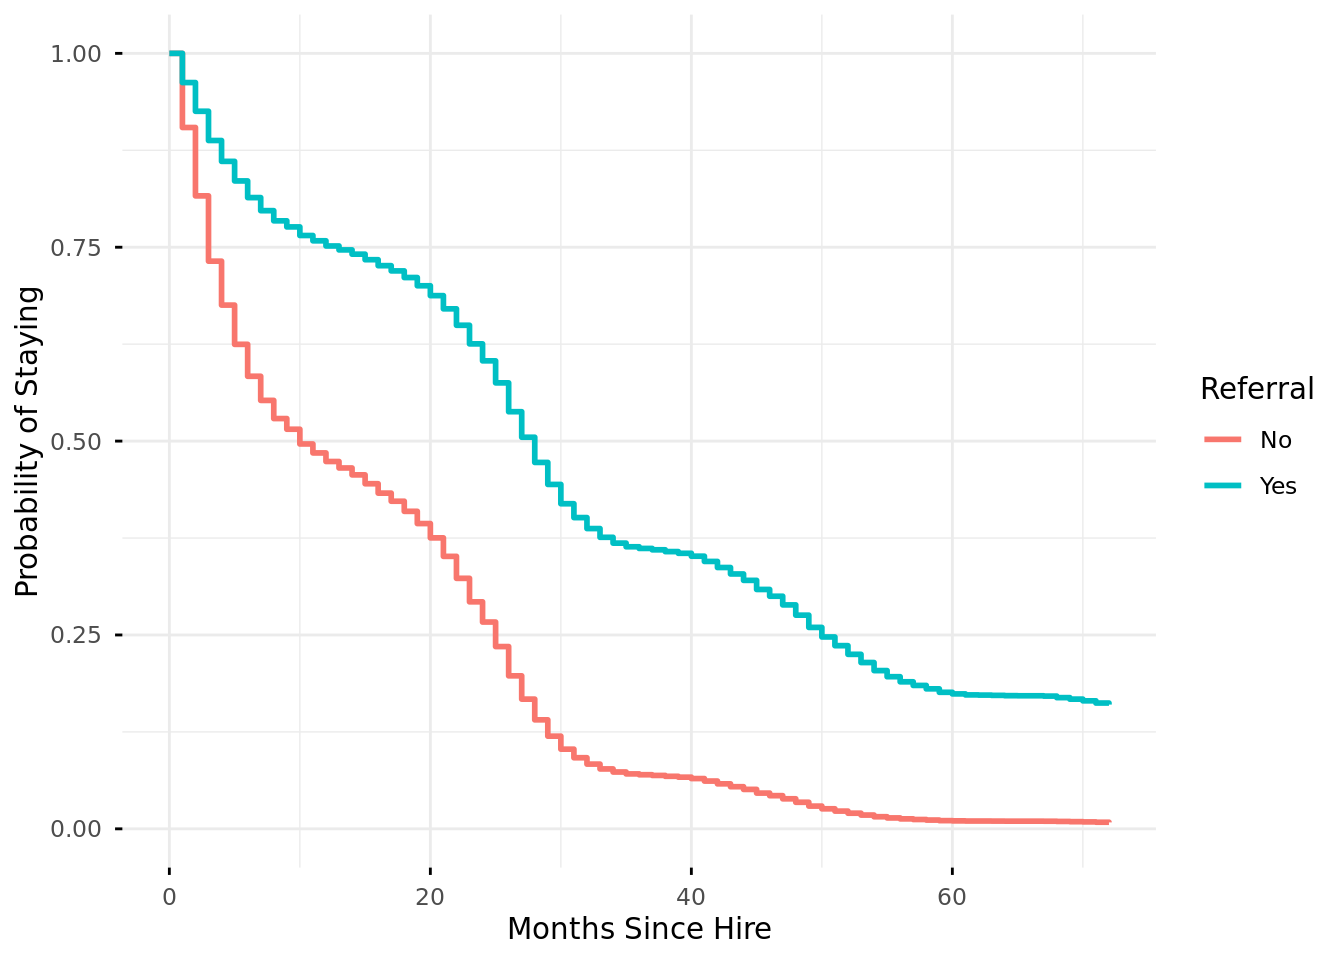 1.00
0.75
0.50
0.25
0.00
Probability of Staying
0 20 40 60
Months Since Hire
Referral
No
Yes